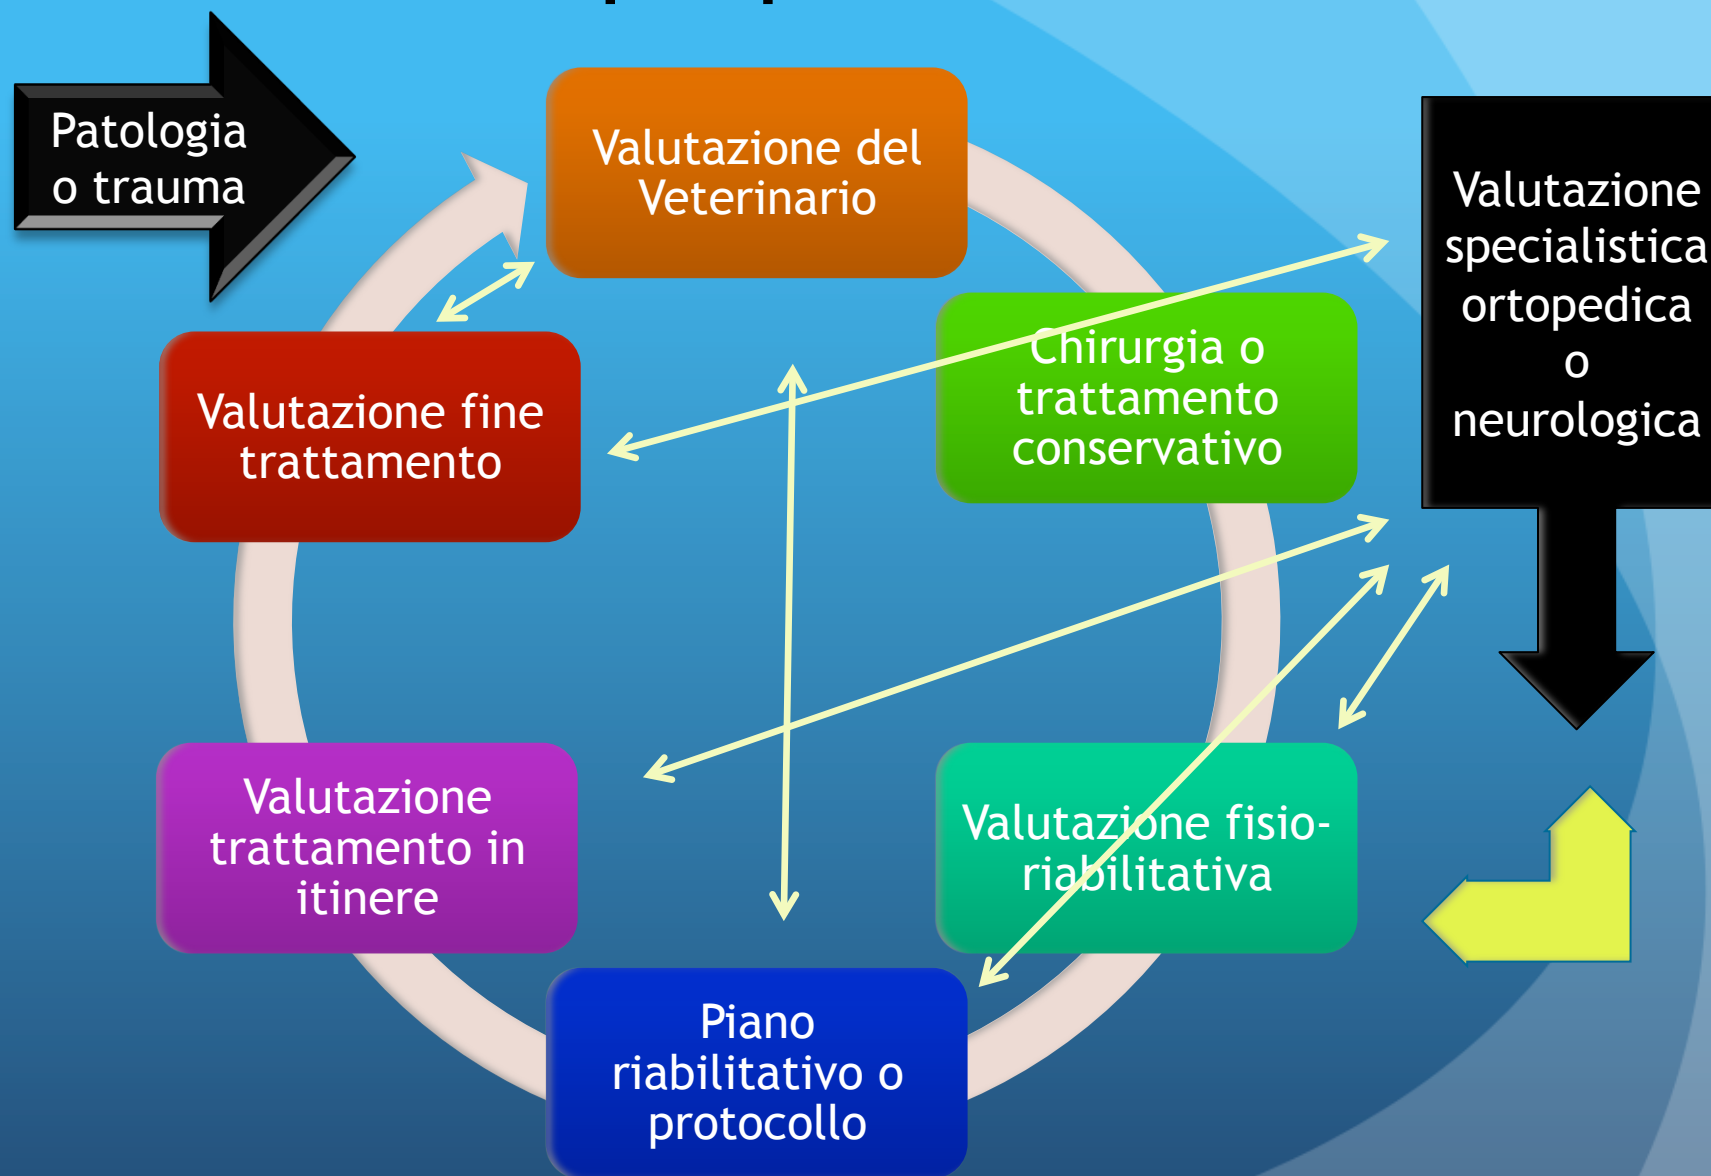 Patologia
o trauma
Valutazione del
Veterinario
Valutazione
specialistica
ortopedica
o
neurologica
Chirurgia o
trattamento
conservativo
Valutazione fine
trattamento
Valutazione
trattamento in
itinere
Valutazione fisio-
riabilitativa
Piano
riabilitativo o
protocollo